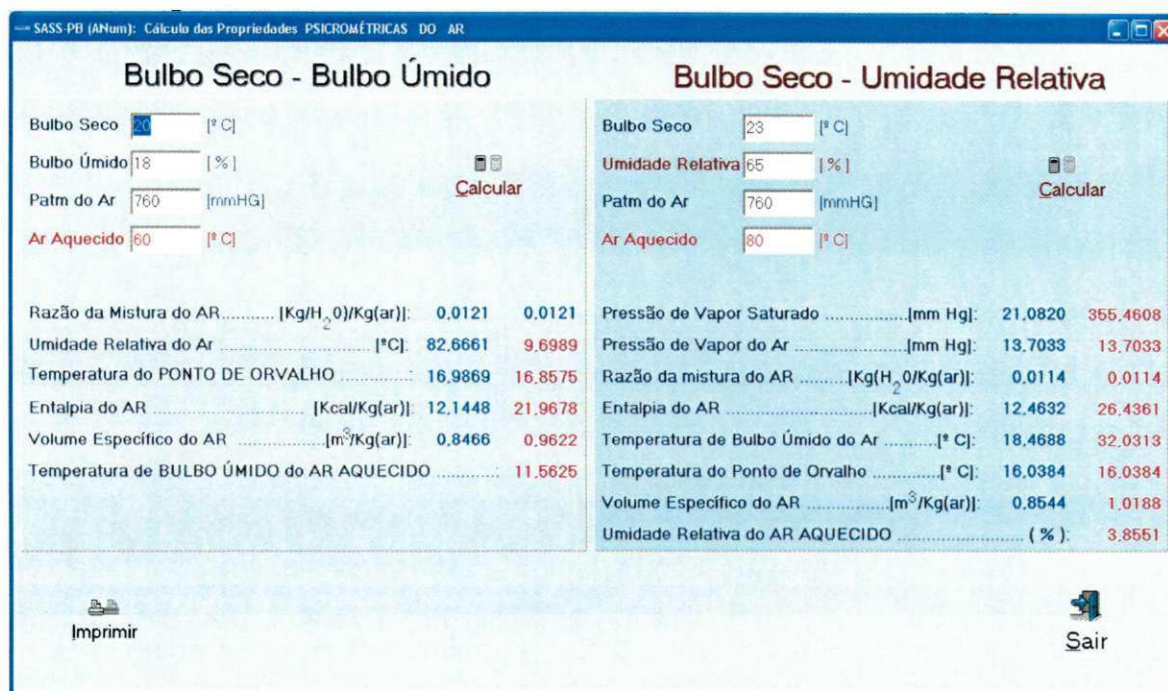 SASS-PB (ANum): Cálculo das Propriedades PSICROMÉTRICAS DO AR
Bulbo Seco - Bulbo Úmido
Bulbo Seco 20 [º C]
Bulbo Úmido 18 [ % ]
Patm do Ar 760 [mmHG]
Ar Aquecido 60 [º C]
Calcular
Razão da Mistura do AR.......... [Kg/H2O)/Kg(ar)]: 0,0121 0,0121
Umidade Relativa do Ar .......................... [ºC]: 82,6661 9,6989
Temperatura do PONTO DE ORVALHO ................ 16,9869 16,8575
Entalpia do AR ......................... [Kcal/Kg(ar)]: 12,1448 21,9678
Volume Específico do AR ............... [m3/Kg(ar)]: 0,8466 0,9622
Temperatura de BULBO ÚMIDO do AR AQUECIDO ............. 11,5625
Bulbo Seco - Umidade Relativa
Bulbo Seco 23 [º C]
Umidade Relativa 65 [ % ]
Patm do Ar 760 [mmHG]
Ar Aquecido 80 [º C]
Calcular
Pressão de Vapor Saturado ................[mm Hg]: 21,0820 355,4608
Pressão de Vapor do Ar ......................[mm Hg]: 13,7033 13,7033
Razão da mistura do AR .........[Kg(H2O/Kg(ar)]: 0,0114 0,0114
Entalpia do AR ...........................[Kcal/Kg(ar)]: 12,4632 26,4361
Temperatura de Bulbo Úmido do Ar ........[º C]: 18,4688 32,0313
Temperatura do Ponto de Orvalho ...........[º C]: 16,0384 16,0384
Volume Específico do AR ...............[m3/Kg(ar)]: 0,8544 1,0188
Umidade Relativa do AR AQUECIDO ..................... ( % ): 3,8551
Imprimir
Sair